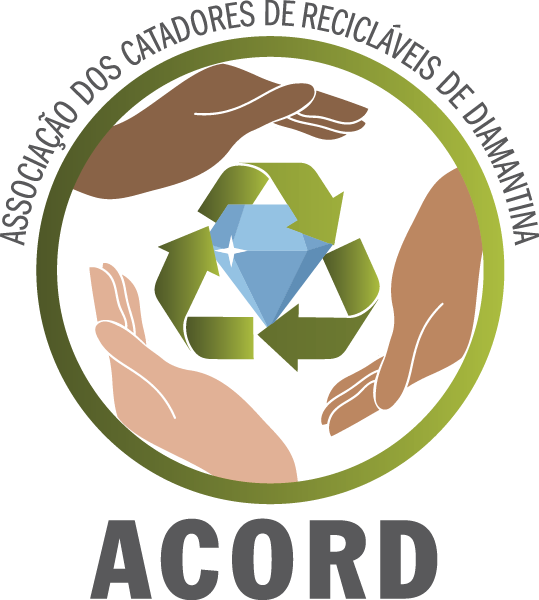 ASSOCIAÇÃO DOS CATADORES DE RECICLÁVEIS DE DIAMANTINA
ACORD